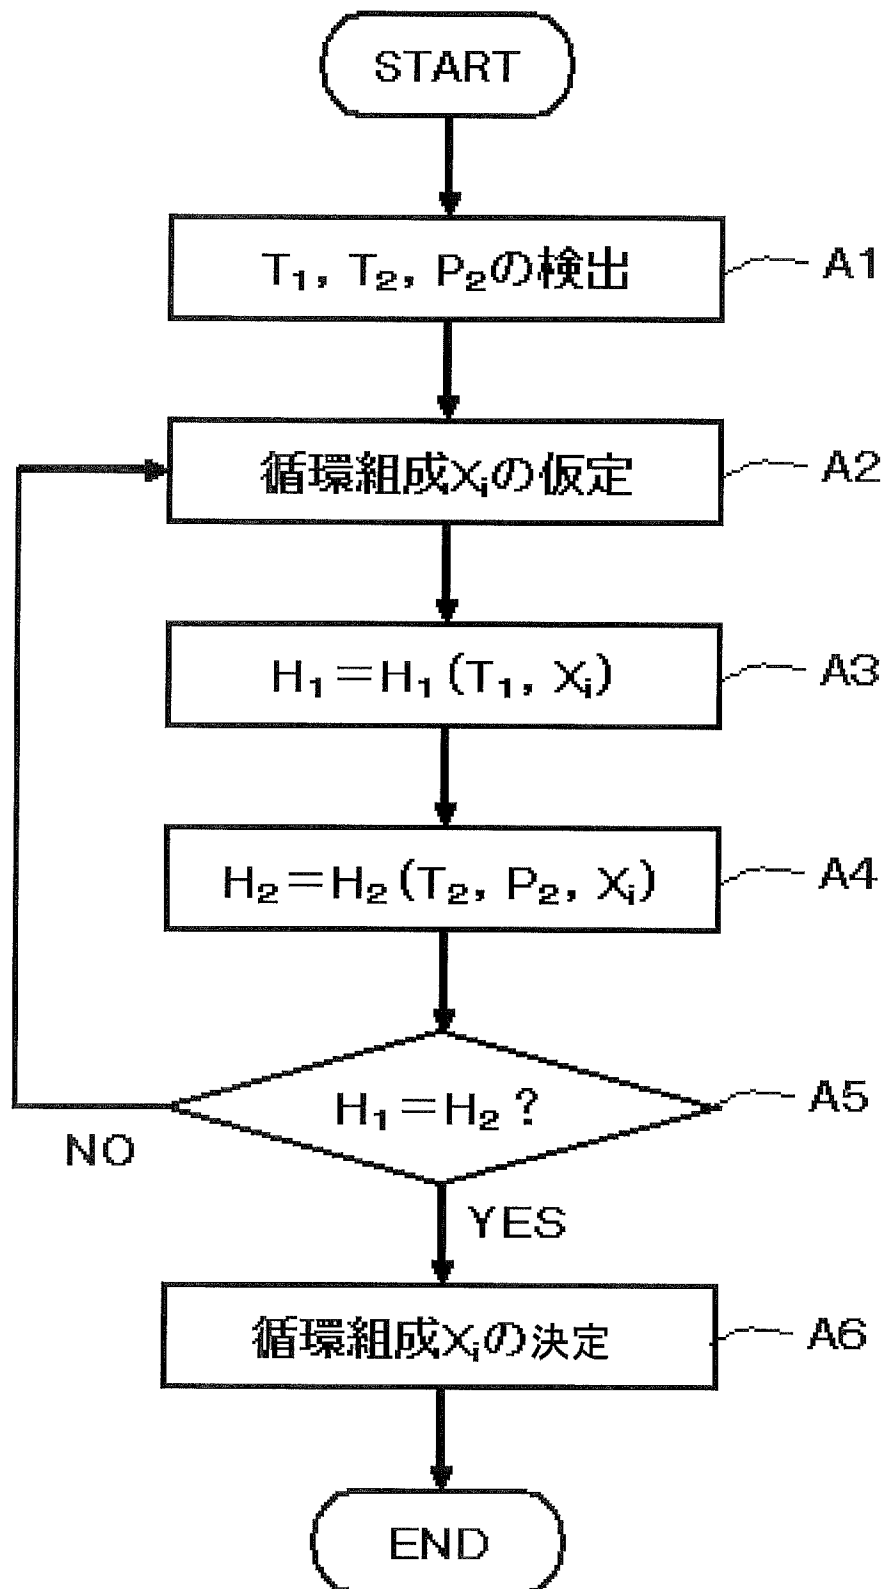 START
T₁, T₂, P₂の検出
A1
循環組成Xᵢの仮定
A2
H₁=H₁(T₁, Xᵢ)
A3
H₂=H₂(T₂, P₂, Xᵢ)
A4
H₁=H₂?
A5
NO
YES
循環組成Xᵢの決定
A6
END